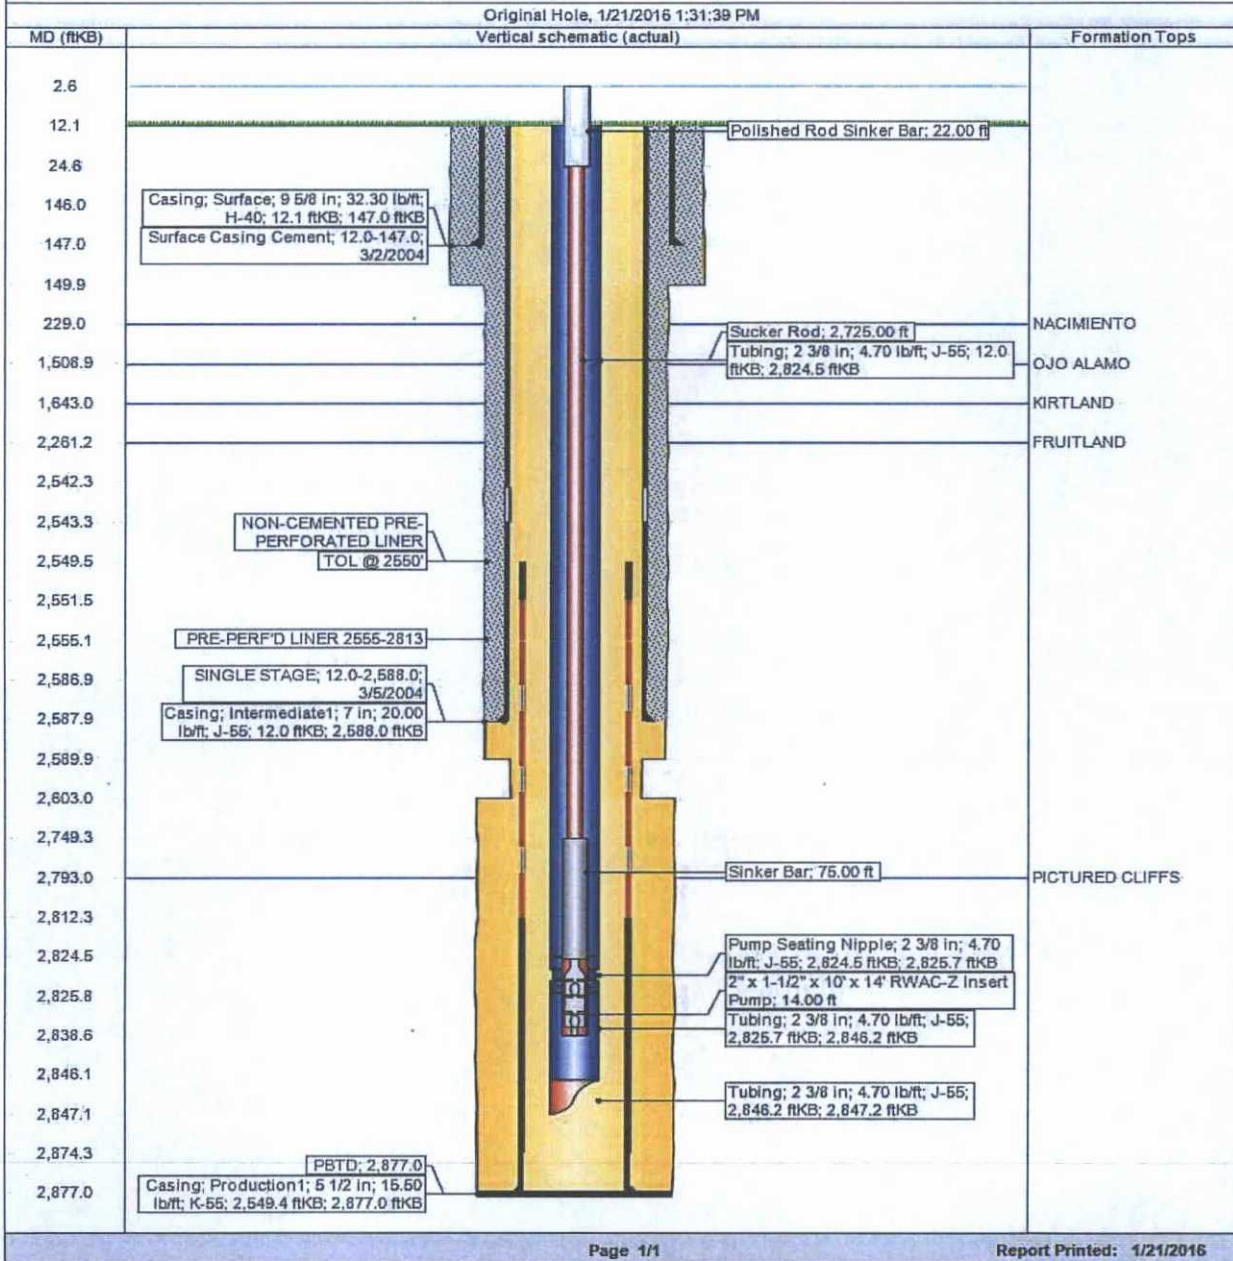 Original Hole, 1/21/2016 1:31:39 PM
MD (ftKB)
Vertical schematic (actual)
Formation Tops
2.6
12.1
24.6
146.0
147.0
149.9
229.0
1,508.9
1,643.0
2,261.2
2,542.3
2,543.3
2,549.5
2,551.5
2,555.1
2,586.9
2,587.9
2,589.9
2,603.0
2,749.3
2,793.0
2,812.3
2,824.5
2,825.8
2,838.6
2,846.1
2,847.1
2,874.3
2,877.0
Casing; Surface; 9 5/8 in; 32.30 lb/ft;
H-40; 12.1 ftKB; 147.0 ftKB
Surface Casing Cement; 12.0-147.0;
3/2/2004
NON-CEMENTED PRE-
PERFORATED LINER
TOL @ 2550'
PRE-PERF'D LINER 2555-2813
SINGLE STAGE; 12.0-2,588.0;
3/5/2004
Casing; Intermediate1; 7 in; 20.00
lb/ft; J-55; 12.0 ftKB; 2,588.0 ftKB
PBTD; 2,877.0
Casing; Production1; 5 1/2 in; 15.50
lb/ft; K-55; 2,549.4 ftKB; 2,877.0 ftKB
Polished Rod Sinker Bar; 22.00 ft
Sucker Rod; 2,725.00 ft
Tubing; 2 3/8 in; 4.70 lb/ft; J-55; 12.0
ftKB; 2,824.5 ftKB
Sinker Bar; 75.00 ft
Pump Seating Nipple; 2 3/8 in; 4.70
lb/ft; J-55; 2,824.5 ftKB; 2,825.7 ftKB
2" x 1-1/2" x 10' x 14' RWAC-Z Insert
Pump; 14.00 ft
Tubing; 2 3/8 in; 4.70 lb/ft; J-55;
2,825.7 ftKB; 2,846.2 ftKB
Tubing; 2 3/8 in; 4.70 lb/ft; J-55;
2,846.2 ftKB; 2,847.2 ftKB
NACIMIENTO
OJO ALAMO
KIRTLAND
FRUITLAND
PICTURED CLIFFS
Page 1/1
Report Printed: 1/21/2016